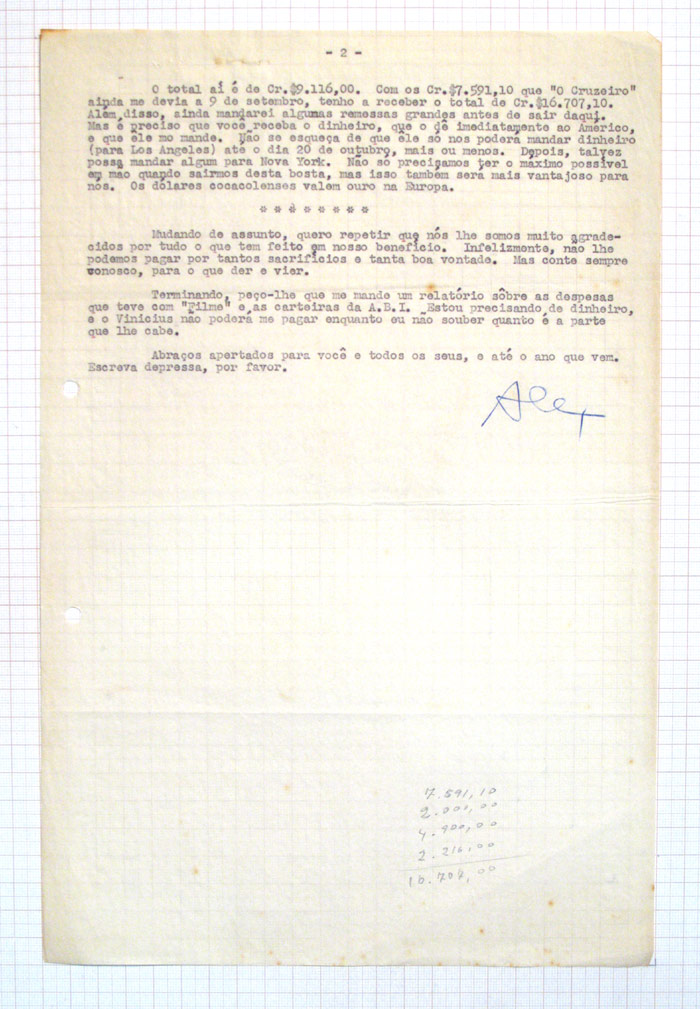 - 2 -
O total aí é de Cr.$9.116,00. Com os Cr.$7.591,10 que "O Cruzeiro"
ainda me devia a 9 de setembro, tenho a receber o total de Cr.$16.707,10.
Além disso, ainda mandarei algumas remessas grandes antes de sair daqui.
Mas é preciso que você receba o dinheiro, que o dê imediatamente ao Américo,
e que êle mo mande. Não se esqueça de que êle só nos poderá mandar dinheiro
(para Los Angeles) até o dia 20 de outubro, mais ou menos. Depois, talvez
possa mandar algum para Nova York. Não só precisamos ter o maximo possível
em mao quando sairmos desta bosta, mas isso tambem será mais vantajoso para
nós. Os dólares cocacolenses valem ouro na Europa.
* * * * * * * *
Mudando de assunto, quero repetir que nós lhe somos muito agrade-
cidos por tudo o que tem feito em nosso benefício. Infelizmente, não lhe
podemos pagar por tantos sacrifícios e tanta boa vontade. Mas conte sempre
conosco, para o que der e vier.
Terminando, peço-lhe que me mande um relatório sôbre as despesas
que teve com "Filme" e as carteiras da A.B.I. Estou precisando de dinheiro,
e o Vinicius não poderá me pagar enquanto eu não souber quanto é a parte
que lhe cabe.
Abraços apertados para você e todos os seus, e até o ano que vem.
Escreva depressa, por favor.
Alex
7.591,10
2.000,00
4.900,00
2.216,00
16.707,00